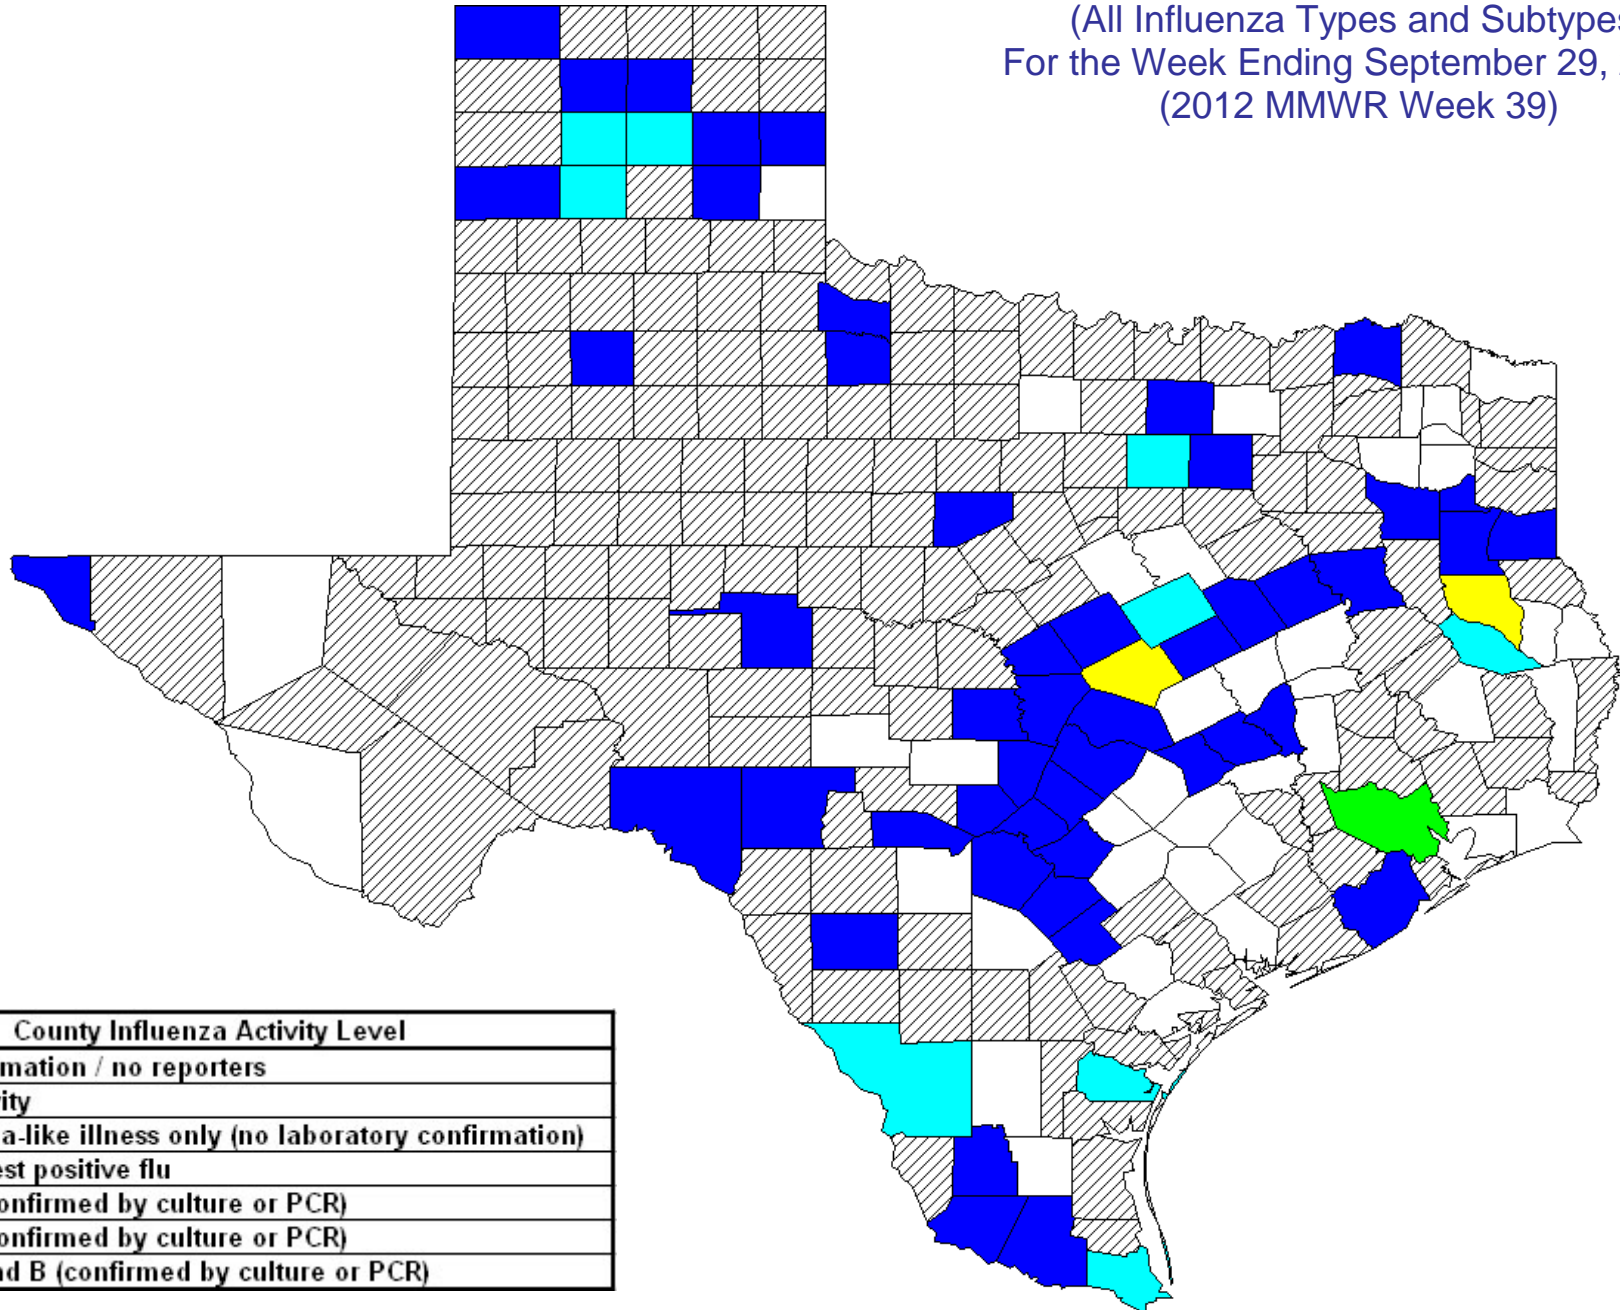 (All Influenza Types and Subtypes
For the Week Ending September 29,
(2012 MMWR Week 39)
County Influenza Activity Level
rmation / no reporters
ity
a-like illness only (no laboratory confirmation)
est positive flu
onfirmed by culture or PCR)
onfirmed by culture or PCR)
nd B (confirmed by culture or PCR)